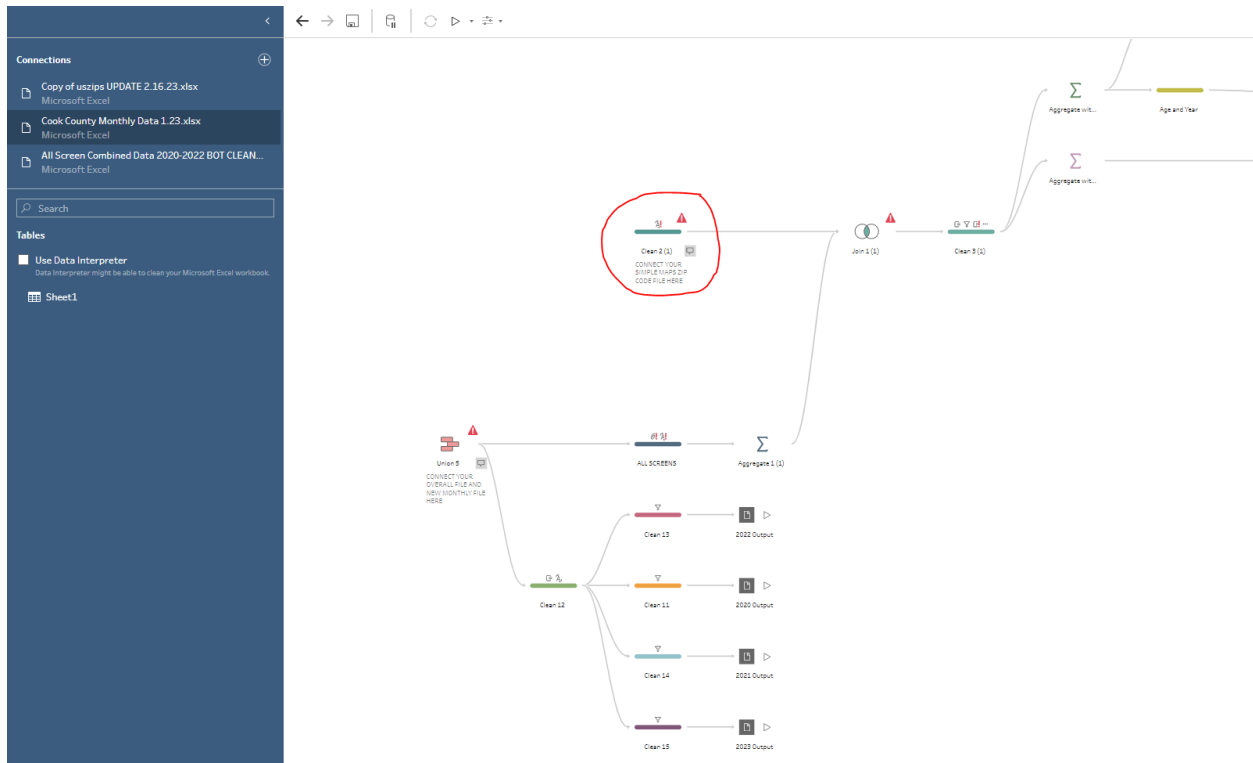 Connections
Copy of uszips UPDATE 2.16.23.xlsx
Microsoft Excel
Cook County Monthly Data 1.23.xlsx
Microsoft Excel
All Screen Combined Data 2020-2022 BOT CLEAN...
Microsoft Excel
Search
Tables
Use Data Interpreter
Data Interpreter might be able to clean your Microsoft Excel workbook.
Sheet1
Aggregate wit...
Age and Year
Aggregate wit...
Clean 2 (1)
CONNECT YOUR
SIMPLE MAPS ZIP
CODE FILE HERE
Join 1 (1)
Clean 3 (1)
Union 5
CONNECT YOUR
OVERALL FILE AND
NEW MONTHLY FILE
HERE
ALL SCREENS
Aggregate 1 (1)
Clean 13
2022 Output
Clean 12
Clean 11
2020 Output
Clean 14
2021 Output
Clean 15
2023 Output